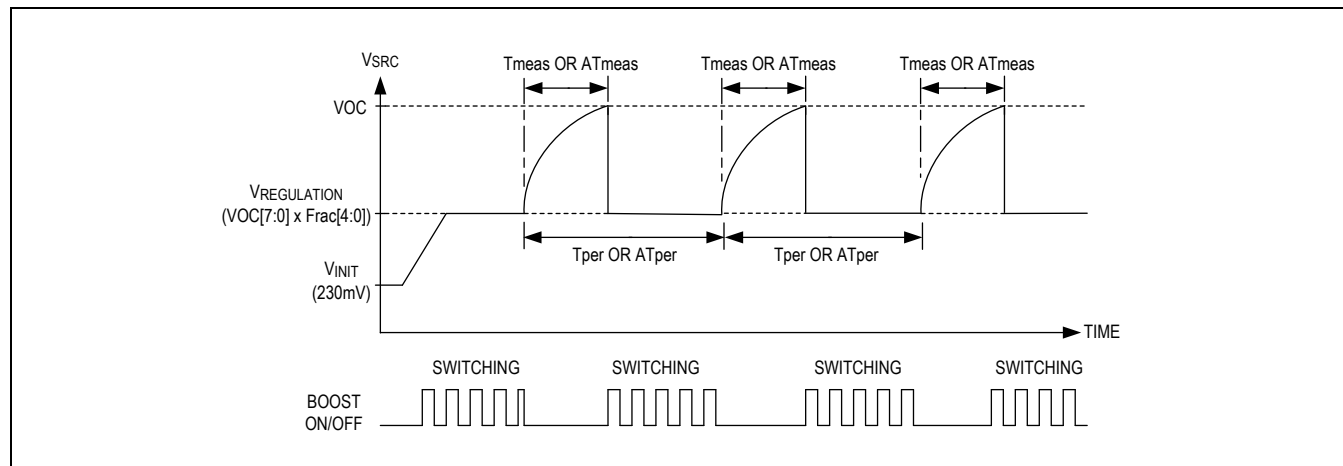 VSRC
Tmeas OR ATmeas
Tmeas OR ATmeas
Tmeas OR ATmeas
VOC
VREGULATION
(VOC[7:0] x Frac[4:0])
Tper OR ATper
Tper OR ATper
VINIT
(230mV)
TIME
SWITCHING
SWITCHING
SWITCHING
SWITCHING
BOOST
ON/OFF